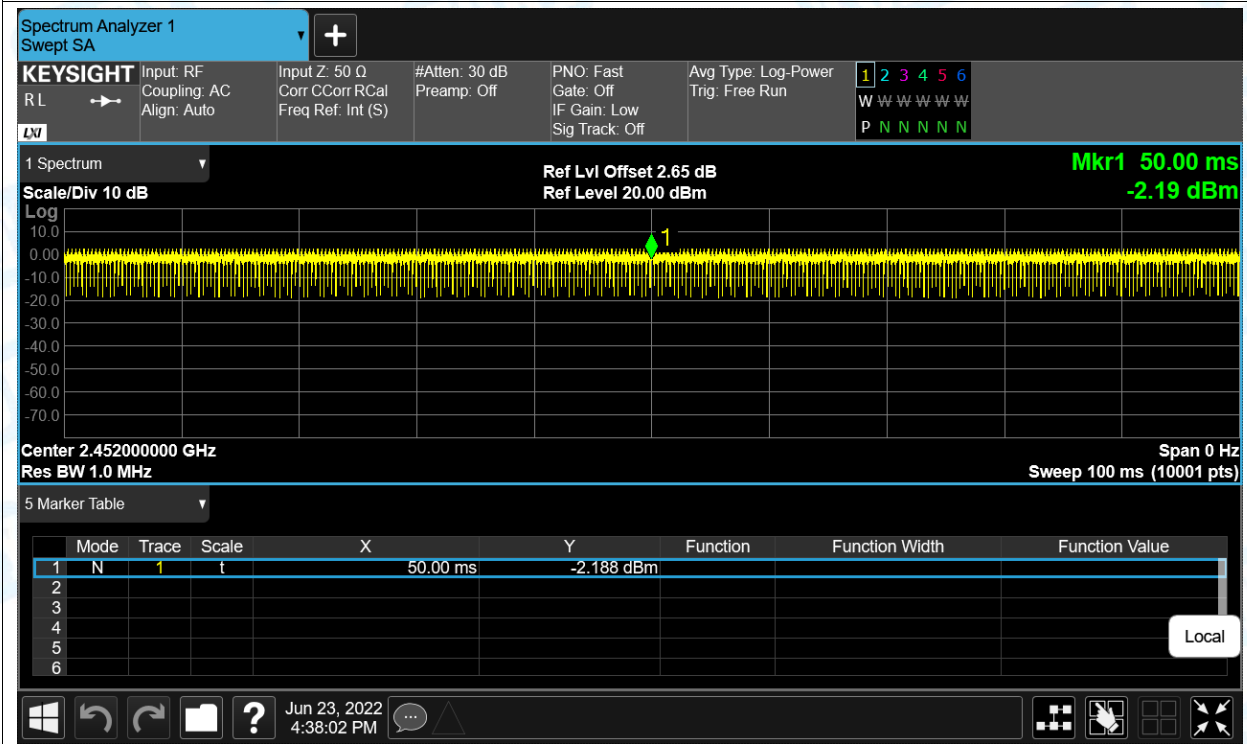 Spectrum Analyzer 1
Swept SA
+
KEYSIGHT Input: RF Input Z: 50 Ω #Atten: 30 dB PNO: Fast Avg Type: Log-Power 1 2 3 4 5 6
R L Coupling: AC Corr CCorr RCal Preamp: Off Gate: Off Trig: Free Run W W W W W W
Align: Auto Freq Ref: Int (S) IF Gain: Low
LXI Sig Track: Off P N N N N N
1 Spectrum Ref Lvl Offset 2.65 dB Mkr1 50.00 ms
Scale/Div 10 dB Ref Level 20.00 dBm -2.19 dBm
Log
10.0
1
0.00
-10.0
-20.0
-30.0
-40.0
-50.0
-60.0
-70.0
Center 2.452000000 GHz Span 0 Hz
Res BW 1.0 MHz Sweep 100 ms (10001 pts)
5 Marker Table
Mode Trace Scale X Y Function Function Width Function Value
1 N 1 t 50.00 ms -2.188 dBm
2
3
4
5
6
Local
? Jun 23, 2022
4:38:02 PM